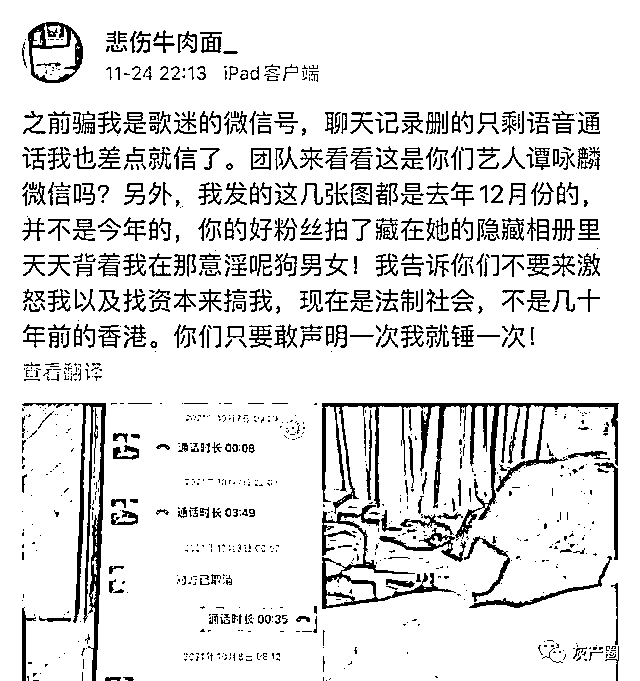 悲伤牛肉面_
11-24 22:13 iPad客户端
之前骗我是歌迷的微信号，聊天记录删的只剩语音通
话我也差点就信了。团队来看看这是你们艺人谭咏麟
微信吗？另外，我发的这几张图都是去年12月份的，
并不是今年的，你的好粉丝拍了藏在她的隐藏相册里
天天背着我在那意淫呢狗男女！我告诉你们不要来激
怒我以及找资本来搞我，现在是法制社会，不是几十
年前的香港。你们只要敢声明一次我就锤一次！
查看翻译
通话时长 00:08
通话时长 03:49
对方已取消
通话时长 00:35
灰产圈